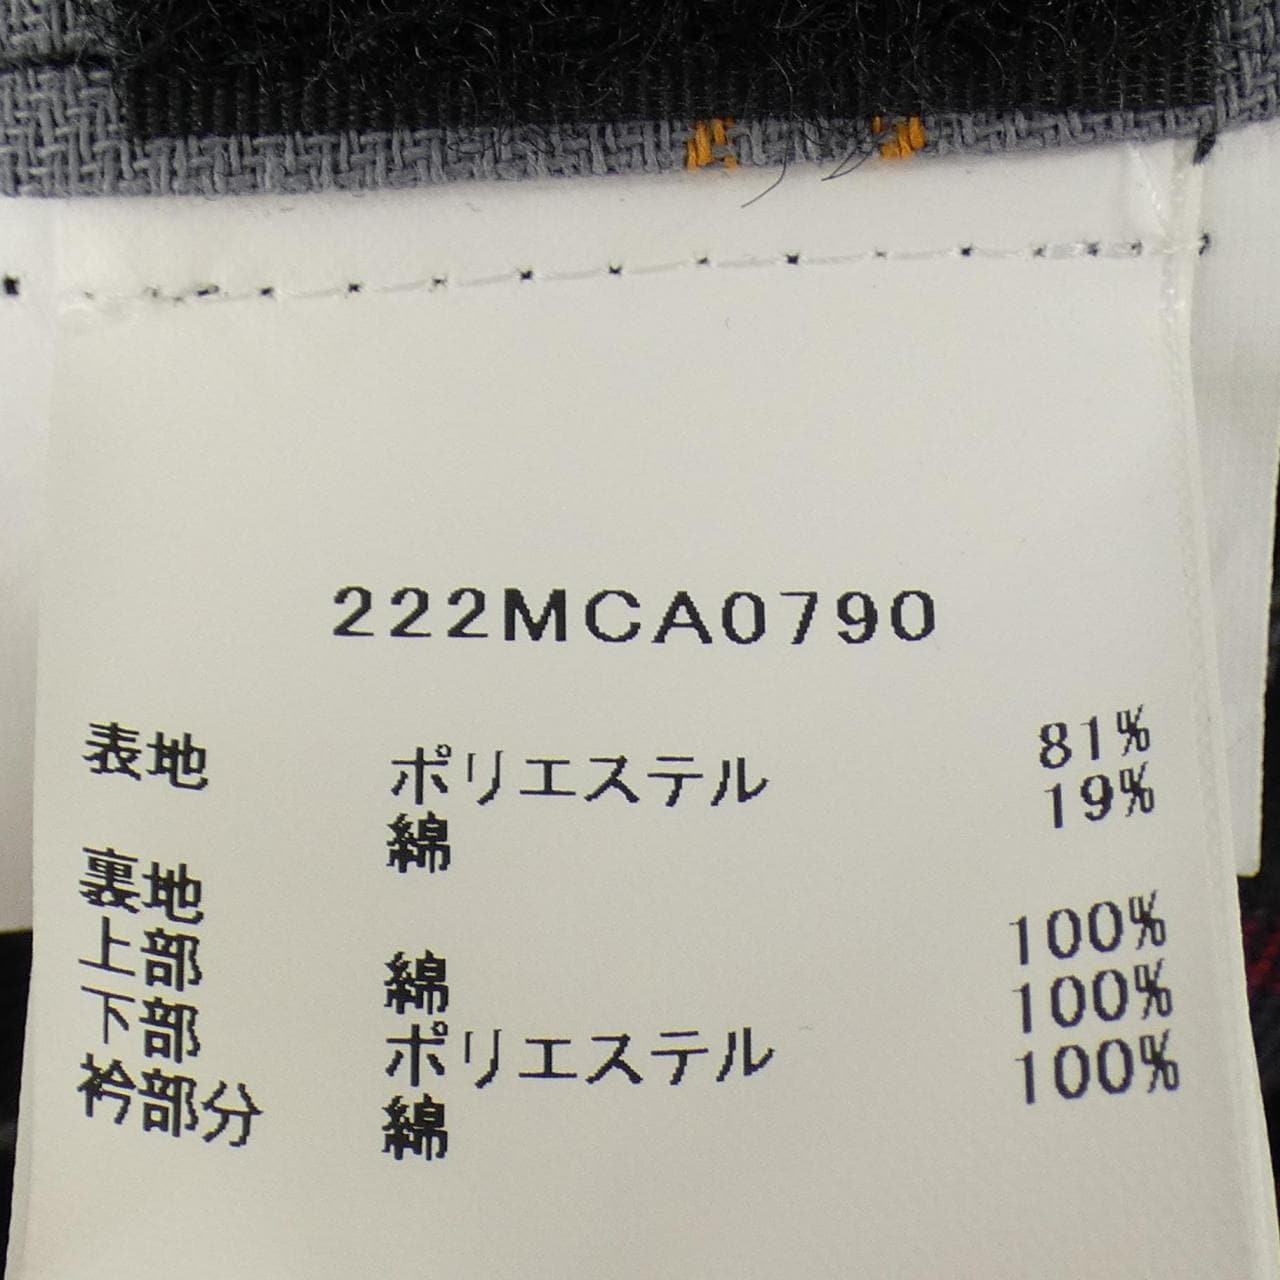 222MCA0790
表地 ポリエステル 81%
綿 19%
裏地
上部 綿 100%
下部 ポリエステル 100%
衿部分 綿 100%